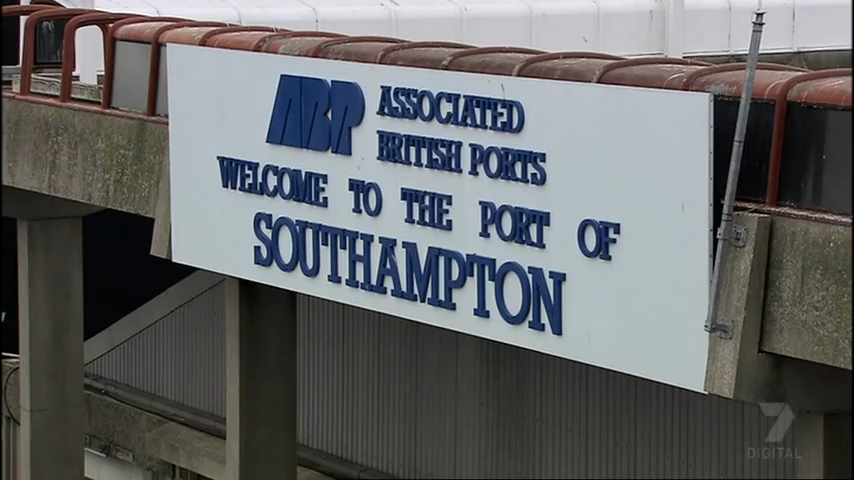 ABP ASSOCIATED
BRITISH PORTS
WELCOME TO THE PORT OF
SOUTHAMPTON
7
DIGITAL